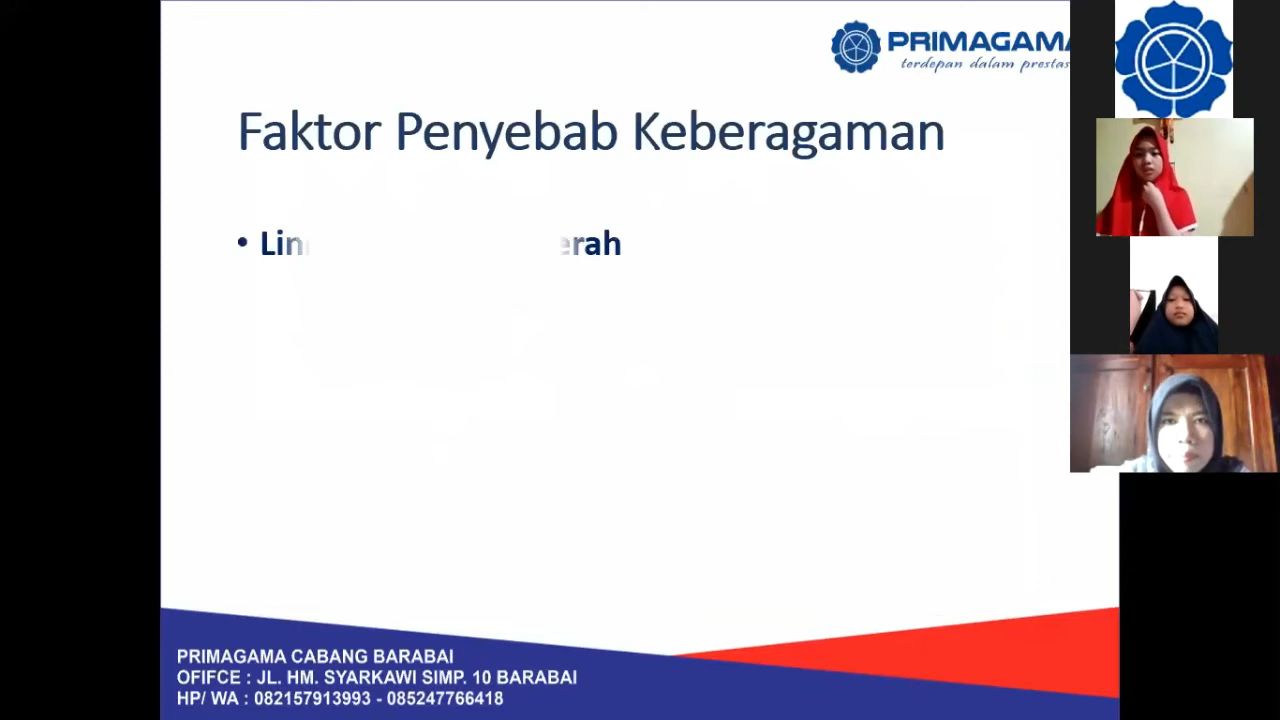 PRIMAGAMA
terdepan dalam prestas
Faktor Penyebab Keberagaman
• Lin erah
PRIMAGAMA CABANG BARABAI
OFIFCE : JL. HM. SYARKAWI SIMP. 10 BARABAI
HP/ WA : 082157913993 - 085247766418